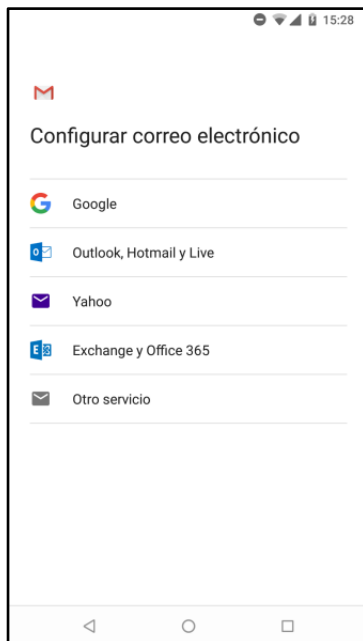 15:28
Configurar correo electrónico
Google
Outlook, Hotmail y Live
Yahoo
Exchange y Office 365
Otro servicio